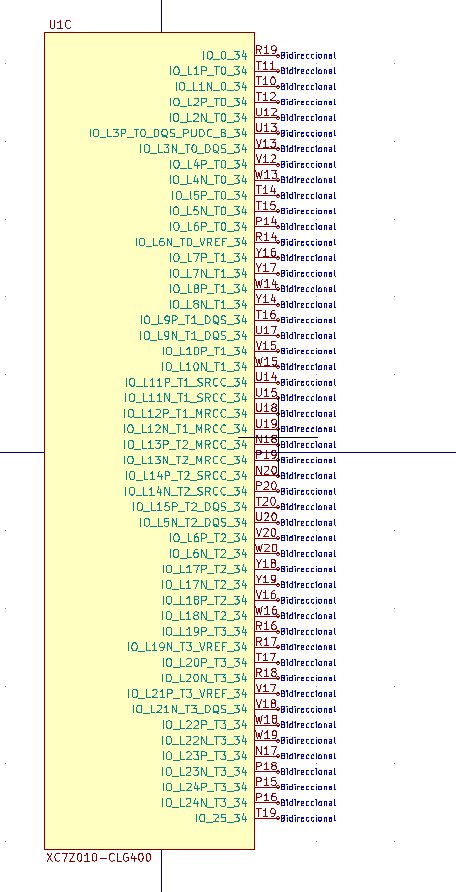 U1C
IO_0_34 R19 Bidireccional
IO_L1P_T0_34 T11 Bidireccional
IO_L1N_0_34 T10 Bidireccional
IO_L2P_T0_34 T12 Bidireccional
IO_L2N_T0_34 U12 Bidireccional
IO_L3P_T0_DQS_PUDC_B_34 U13 Bidireccional
IO_L3N_T0_DQS_34 V13 Bidireccional
IO_L4P_T0_34 V12 Bidireccional
IO_L4N_T0_34 W13 Bidireccional
IO_L5P_T0_34 T14 Bidireccional
IO_L5N_T0_34 T15 Bidireccional
IO_L6P_T0_34 P14 Bidireccional
IO_L6N_T0_VREF_34 R14 Bidireccional
IO_L7P_T1_34 Y16 Bidireccional
IO_L7N_T1_34 Y17 Bidireccional
IO_L8P_T1_34 W14 Bidireccional
IO_L8N_T1_34 Y14 Bidireccional
IO_L9P_T1_DQS_34 T16 Bidireccional
IO_L9N_T1_DQS_34 U17 Bidireccional
IO_L10P_T1_34 V15 Bidireccional
IO_L10N_T1_34 W15 Bidireccional
IO_L11P_T1_SRCC_34 U14 Bidireccional
IO_L11N_T1_SRCC_34 U15 Bidireccional
IO_L12P_T1_MRCC_34 U18 Bidireccional
IO_L12N_T1_MRCC_34 U19 Bidireccional
IO_L13P_T2_MRCC_34 N18 Bidireccional
IO_L13N_T2_MRCC_34 P19 Bidireccional
IO_L14P_T2_SRCC_34 N20 Bidireccional
IO_L14N_T2_SRCC_34 P20 Bidireccional
IO_L15P_T2_DQS_34 T20 Bidireccional
IO_L5N_T2_DQS_34 U20 Bidireccional
IO_L6P_T2_34 V20 Bidireccional
IO_L6N_T2_34 W20 Bidireccional
IO_L17P_T2_34 Y18 Bidireccional
IO_L17N_T2_34 Y19 Bidireccional
IO_L18P_T2_34 V16 Bidireccional
IO_L18N_T2_34 W16 Bidireccional
IO_L19P_T3_34 R16 Bidireccional
IO_L19N_T3_VREF_34 R17 Bidireccional
IO_L20P_T3_34 T17 Bidireccional
IO_L20N_T3_34 R18 Bidireccional
IO_L21P_T3_VREF_34 V17 Bidireccional
IO_L21N_T3_DQS_34 V18 Bidireccional
IO_L22P_T3_34 W18 Bidireccional
IO_L22N_T3_34 W19 Bidireccional
IO_L23P_T3_34 N17 Bidireccional
IO_L23N_T3_34 P18 Bidireccional
IO_L24P_T3_34 P15 Bidireccional
IO_L24N_T3_34 P16 Bidireccional
IO_25_34 T19 Bidireccional
XC7Z010-CLG400